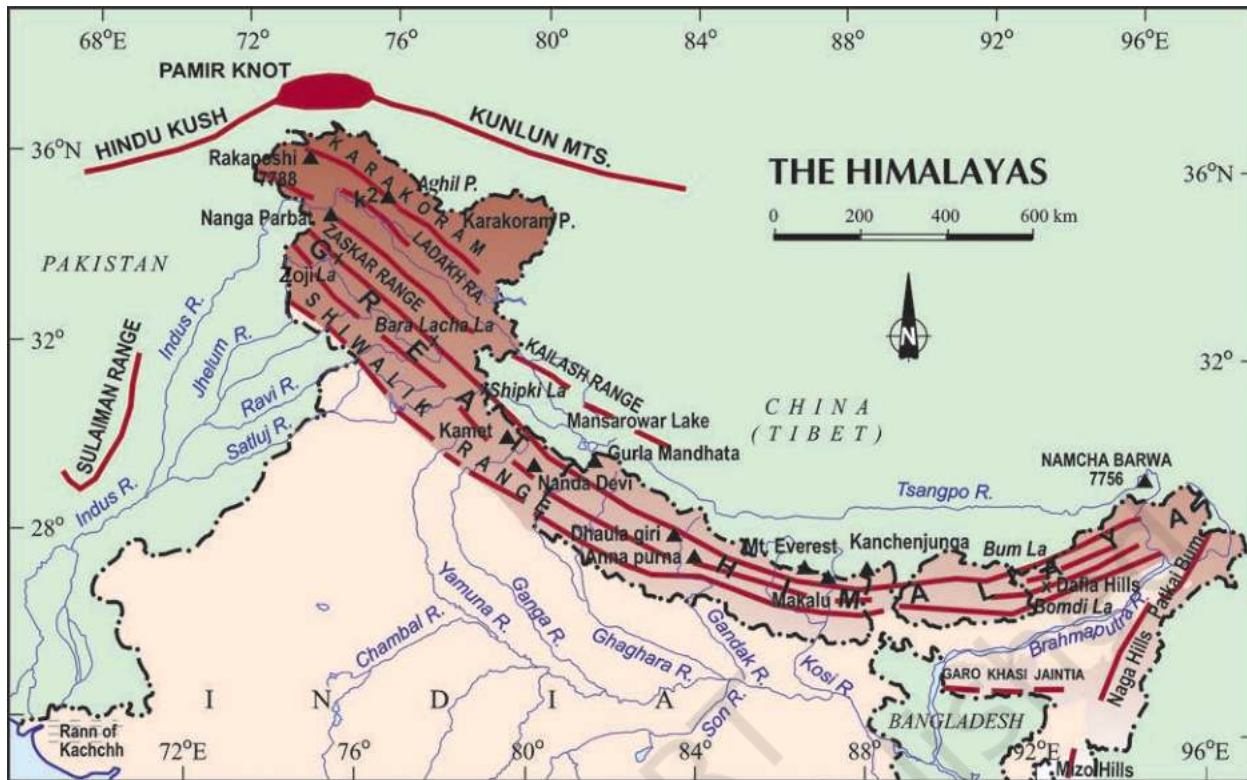 68°E 72° 76° 80° 84° 88° 92° 96°E
PAMIR KNOT
HINDU KUSH
KUNLUN MTS.
36°N
36°N
THE HIMALAYAS
0 200 400 600 km
N
Rakaposhi
7788
KARAKORAM
Aghil P.
k2
Karakoram P.
Nanga Parbat
LADAKH RA.
ZASKAR RANGE
PAKISTAN
Zoji La
GREAT HIMALAYA
SHIWALIK RANGE
Bara Lacha La
32°
32°
Indus R.
Jhelum R.
Ravi R.
Satluj R.
SULAIMAN RANGE
KAILASH RANGE
Shipki La
Mansarowar Lake
CHINA
(TIBET)
Kamet
Gurla Mandhata
Nanda Devi
NAMCHA BARWA
7756
Tsangpo R.
Indus R.
28°
28°
Dhaula giri
Anna purna
Mt. Everest
Kanchenjunga
Makalu
Bum La
x Dafla Hills
Bomdi La
Patkai Bum
Brahmaputra R.
Naga Hills
Yamuna R.
Ganga R.
Chambal R.
Ghaghara R.
Gandak R.
Kosi R.
Son R.
GARO KHASI JAINTIA
INDIA
BANGLADESH
Rann of
Kachchh
Mizo Hills
72°E 76° 80° 84° 88° 92°E 96°E